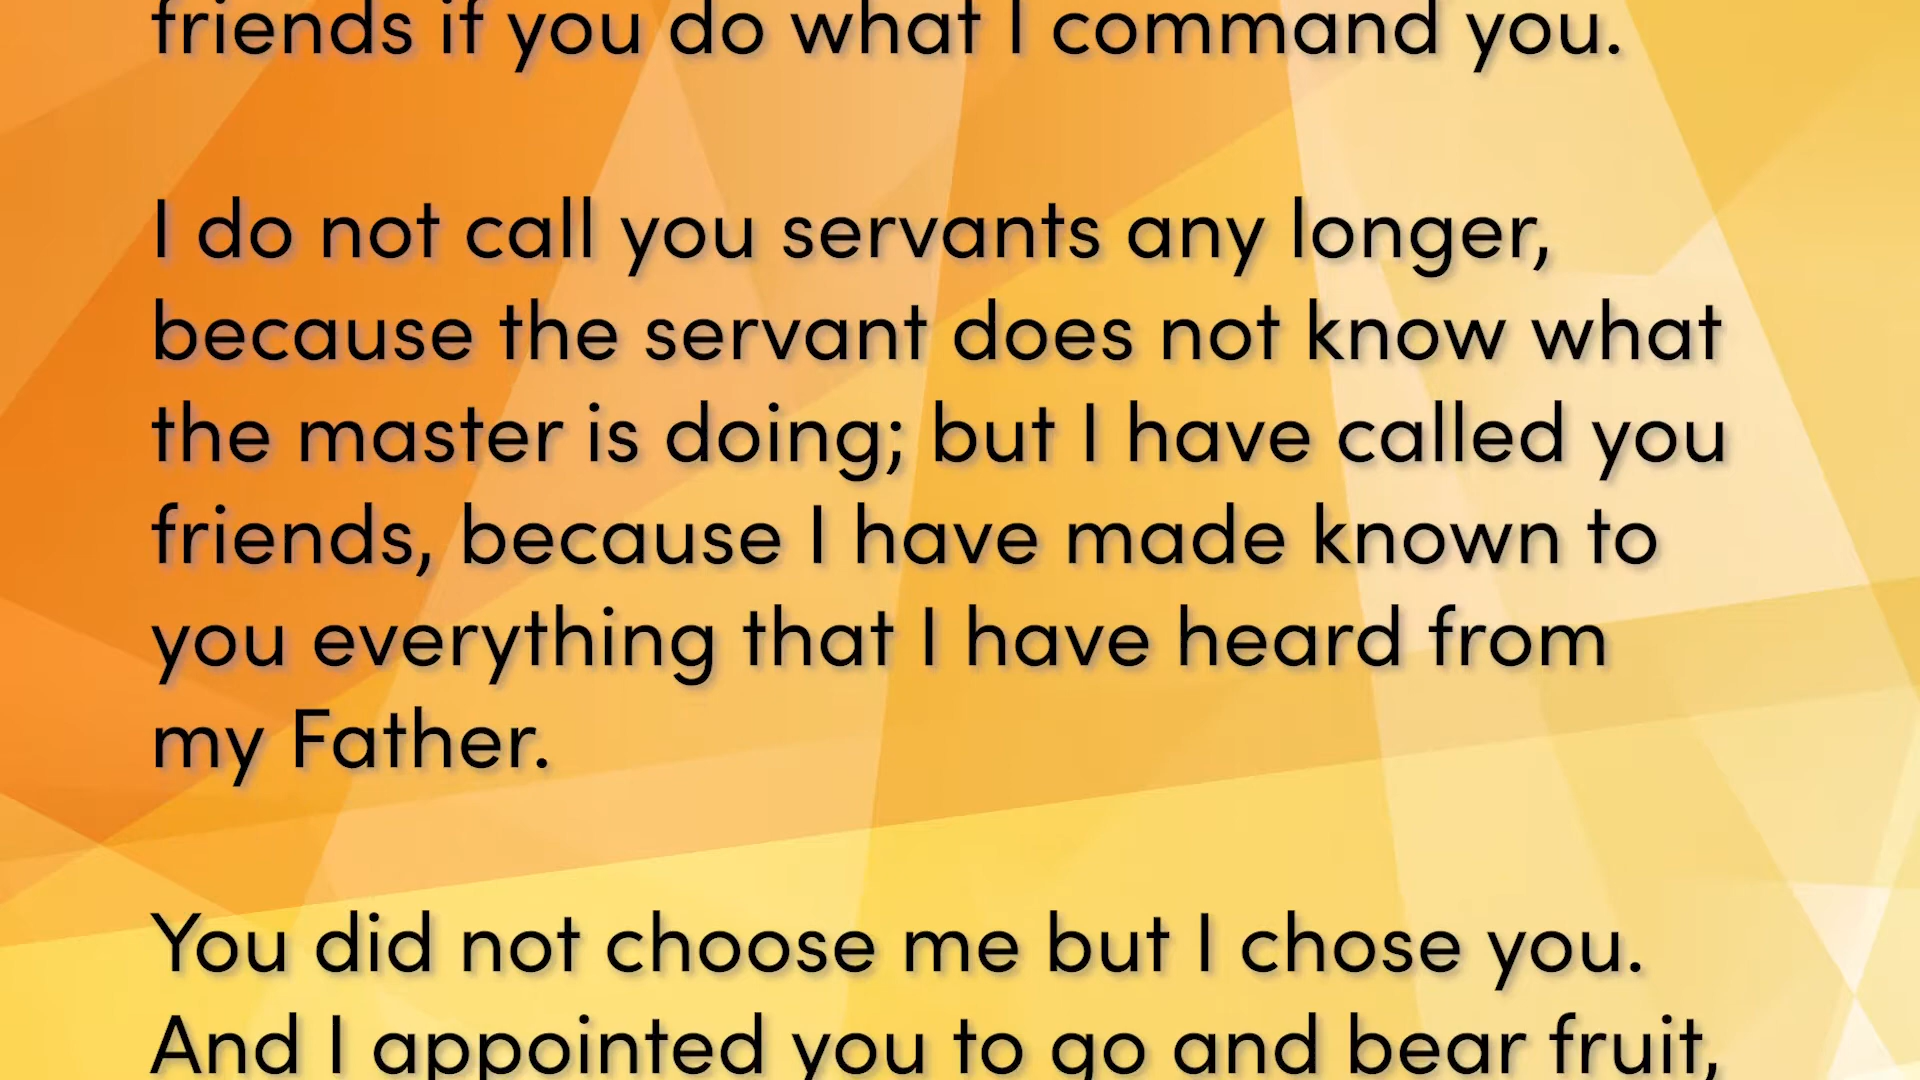 friends if you do what I command you.
I do not call you servants any longer,
because the servant does not know what
the master is doing; but I have called you
friends, because I have made known to
you everything that I have heard from
my Father.
You did not choose me but I chose you.
And I appointed you to go and bear fruit,